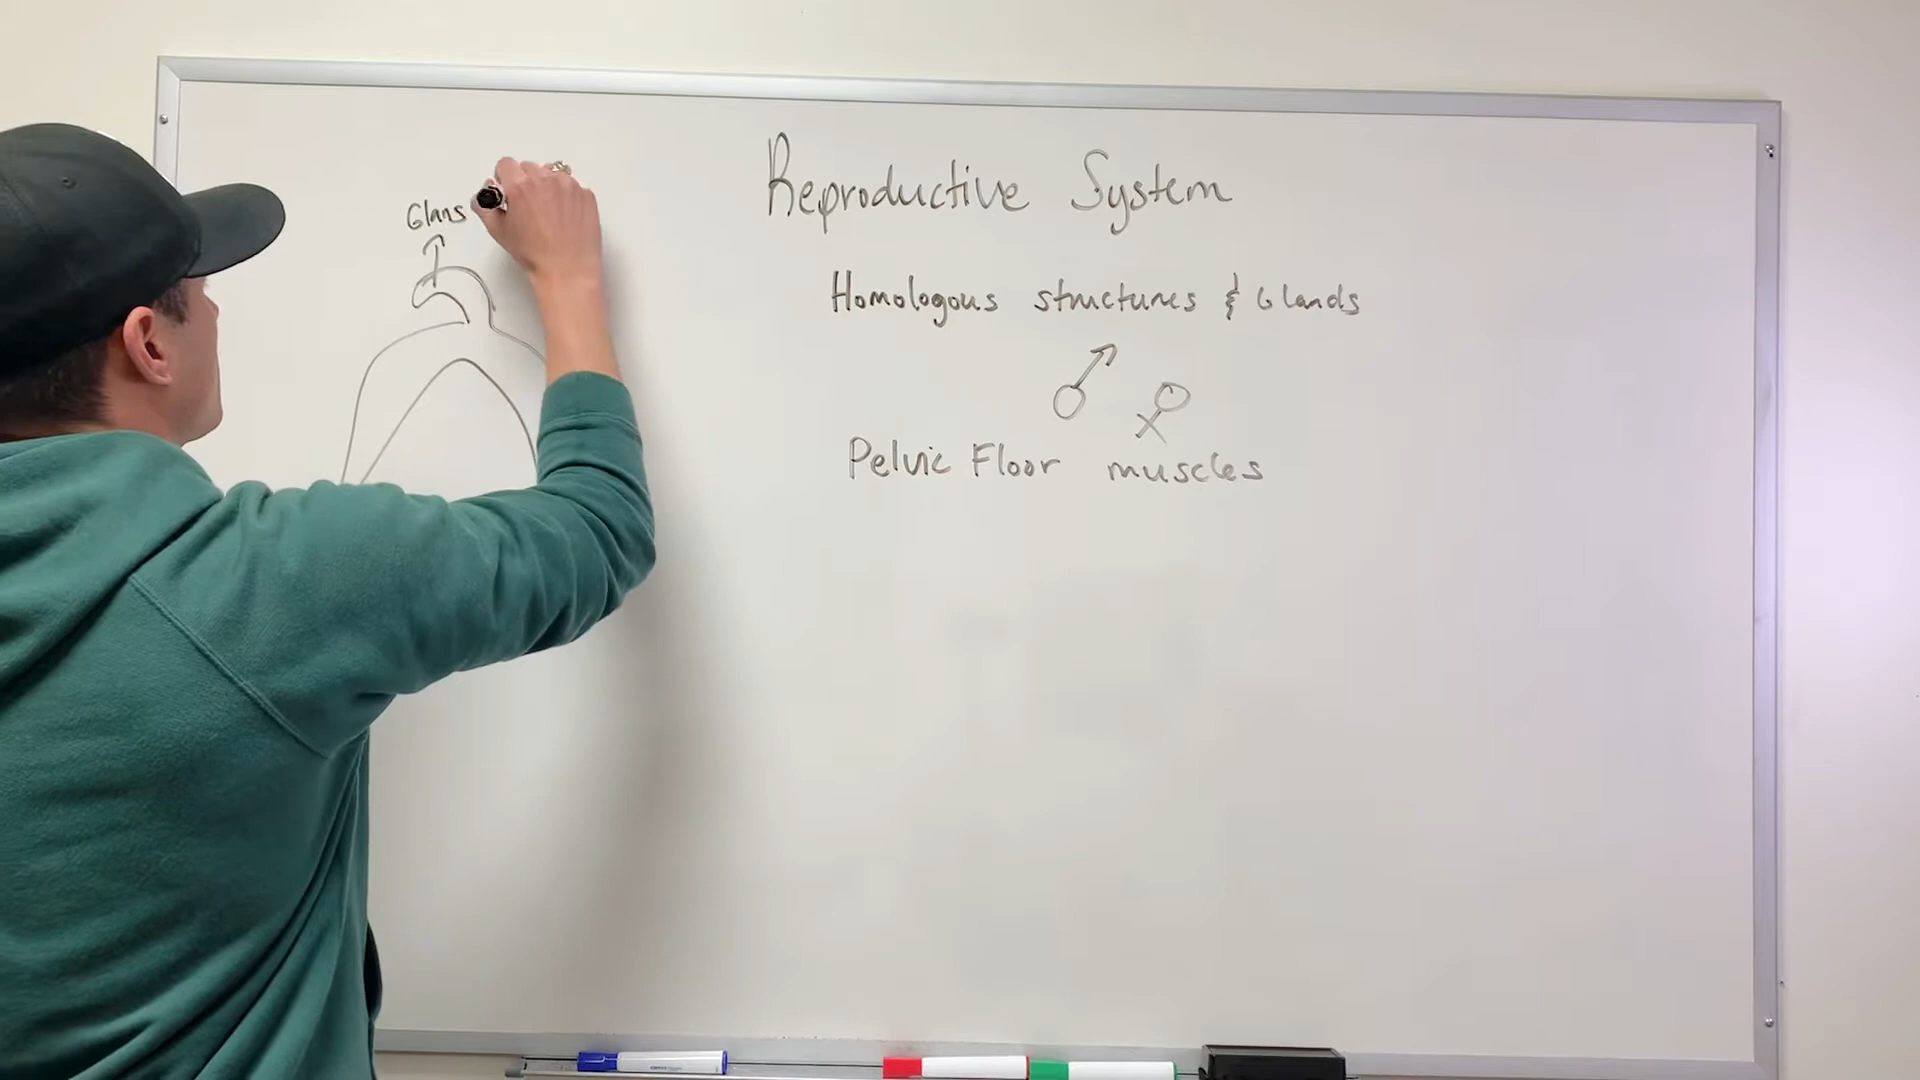 Reproductive System
Glans
Homologous structures & Glands
♂ ♀
Pelvic Floor muscles